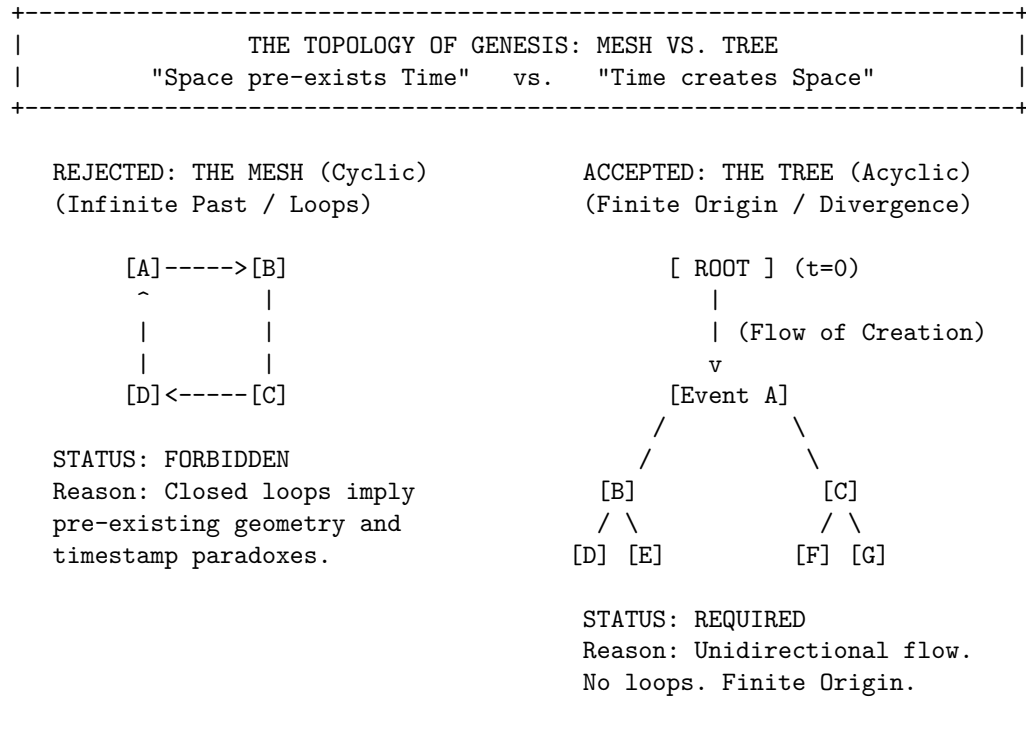 +----------------------------------------------------------------------+
|                THE TOPOLOGY OF GENESIS: MESH VS. TREE                 |
|         "Space pre-exists Time"   vs.   "Time creates Space"          |
+----------------------------------------------------------------------+
REJECTED: THE MESH (Cyclic)           ACCEPTED: THE TREE (Acyclic)
(Infinite Past / Loops)               (Finite Origin / Divergence)
[A]----->[B]                           [ ROOT ] (t=0)
^        |                                |
|        |                                | (Flow of Creation)
|        |                                v
[D]<-----[C]                           [Event A]
/         \
STATUS: FORBIDDEN                       /           \
Reason: Closed loops imply             [B]             [C]
pre-existing geometry and              / \             / \
timestamp paradoxes.                 [D] [E]         [F] [G]
STATUS: REQUIRED
Reason: Unidirectional flow.
No loops. Finite Origin.